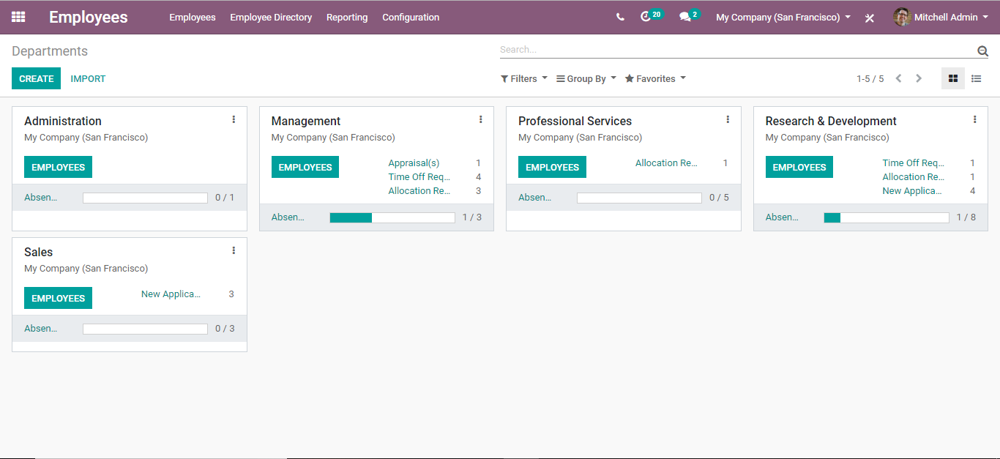 Employees Employees Employee Directory Reporting Configuration 20 2 My Company (San Francisco) Mitchell Admin
Departments
Search...
CREATE IMPORT
Filters Group By Favorites 1-5 / 5
Administration
My Company (San Francisco)
EMPLOYEES
Absen... 0 / 1
Management
My Company (San Francisco)
EMPLOYEES
Appraisal(s) 1
Time Off Req... 4
Allocation Re... 3
Absen... 1 / 3
Professional Services
My Company (San Francisco)
EMPLOYEES
Allocation Re... 1
Absen... 0 / 5
Research & Development
My Company (San Francisco)
EMPLOYEES
Time Off Req... 1
Allocation Re... 1
New Applica... 4
Absen... 1 / 8
Sales
My Company (San Francisco)
EMPLOYEES
New Applica... 3
Absen... 0 / 3